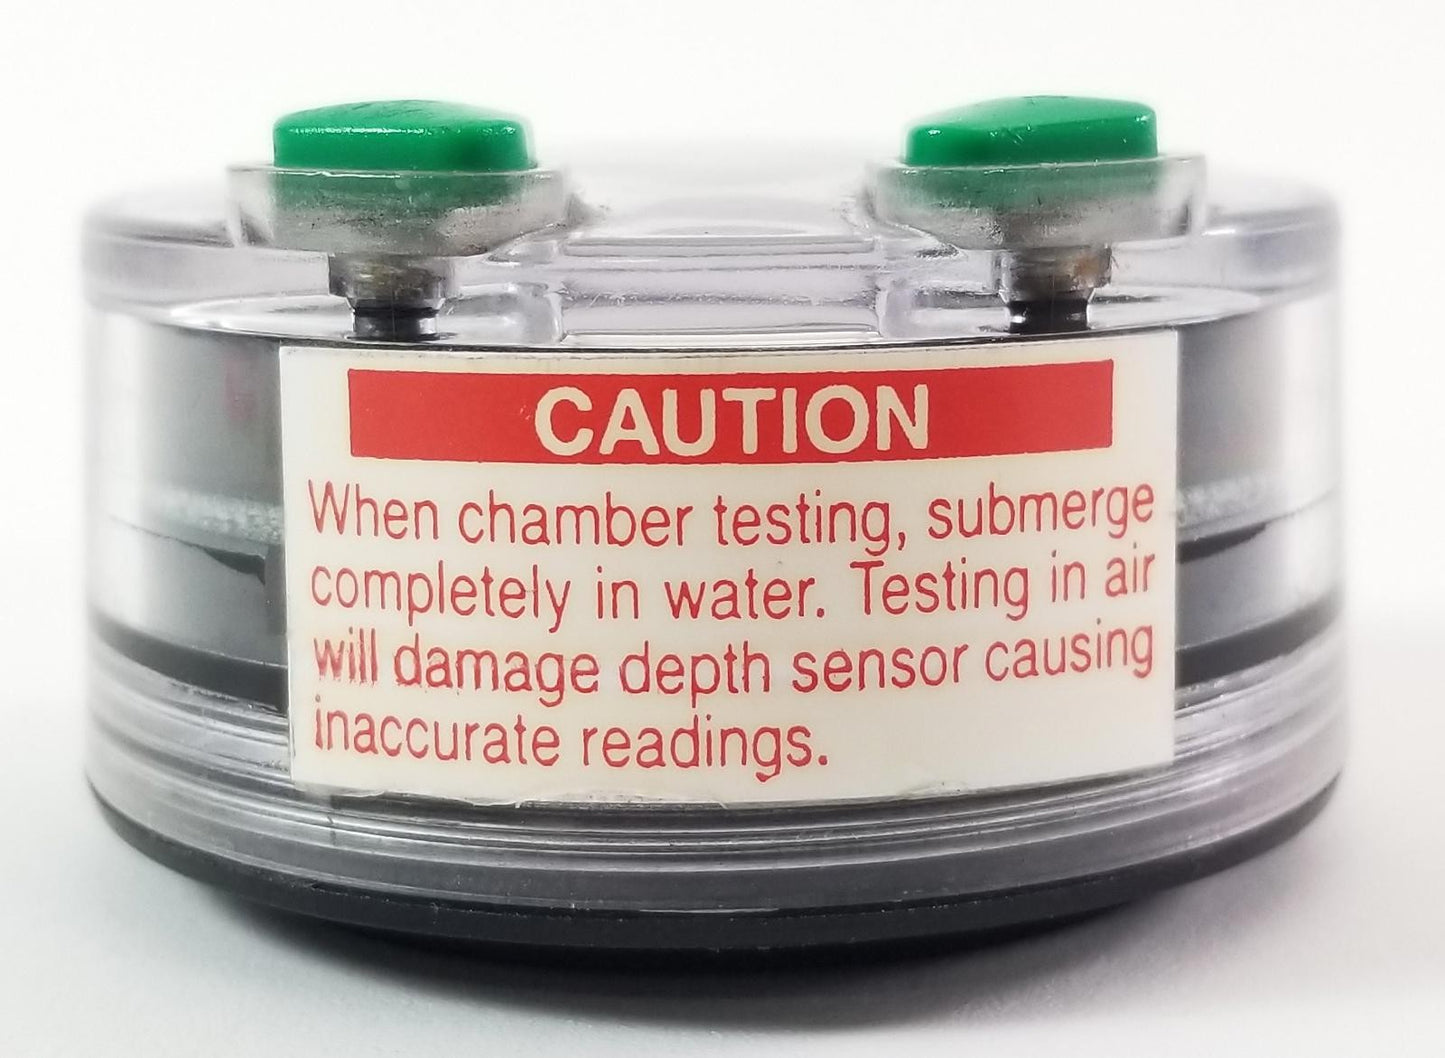 CAUTION
When chamber testing, submerge
completely in water. Testing in air
will damage depth sensor causing
inaccurate readings.